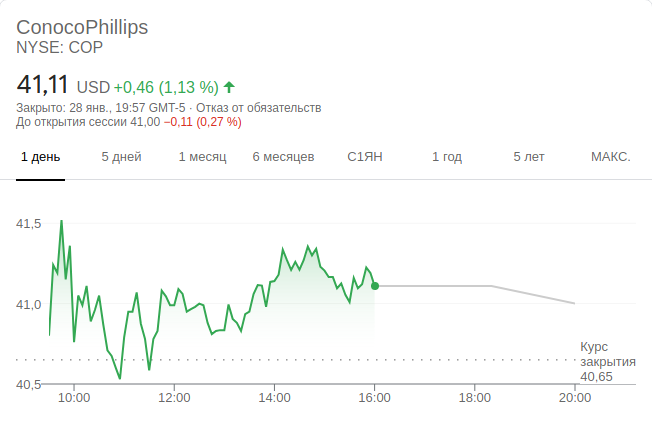 ConocoPhillips
NYSE: COP
41,11 USD +0,46 (1,13 %)
Закрыто: 28 янв., 19:57 GMT-5 · Отказ от обязательств
До открытия сессии 41,00 −0,11 (0,27 %)
1 день 5 дней 1 месяц 6 месяцев С1ЯН 1 год 5 лет МАКС.
41,5
41,0
Курс
закрытия
40,65
40,5
10:00 12:00 14:00 16:00 18:00 20:00